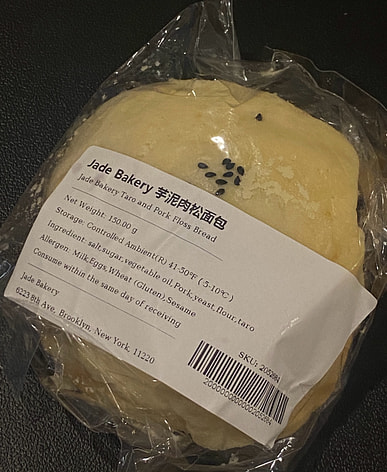 Jade Bakery 芋泥肉松面包
Jade Bakery Taro and Pork Floss Bread
Net Weight: 150.00 g
Storage: Controlled Ambient(R) 41-50°F ( 5-10°C)
Ingredient: salt,sugar,vegetable oil,Pork,yeast,flour,taro
Allergen: Milk,Eggs,Wheat (Gluten),Sesame
Consume within the same day of receiving
Jade Bakery
6223 8th Ave, Brooklyn, New York, 11220
SKU: 205284